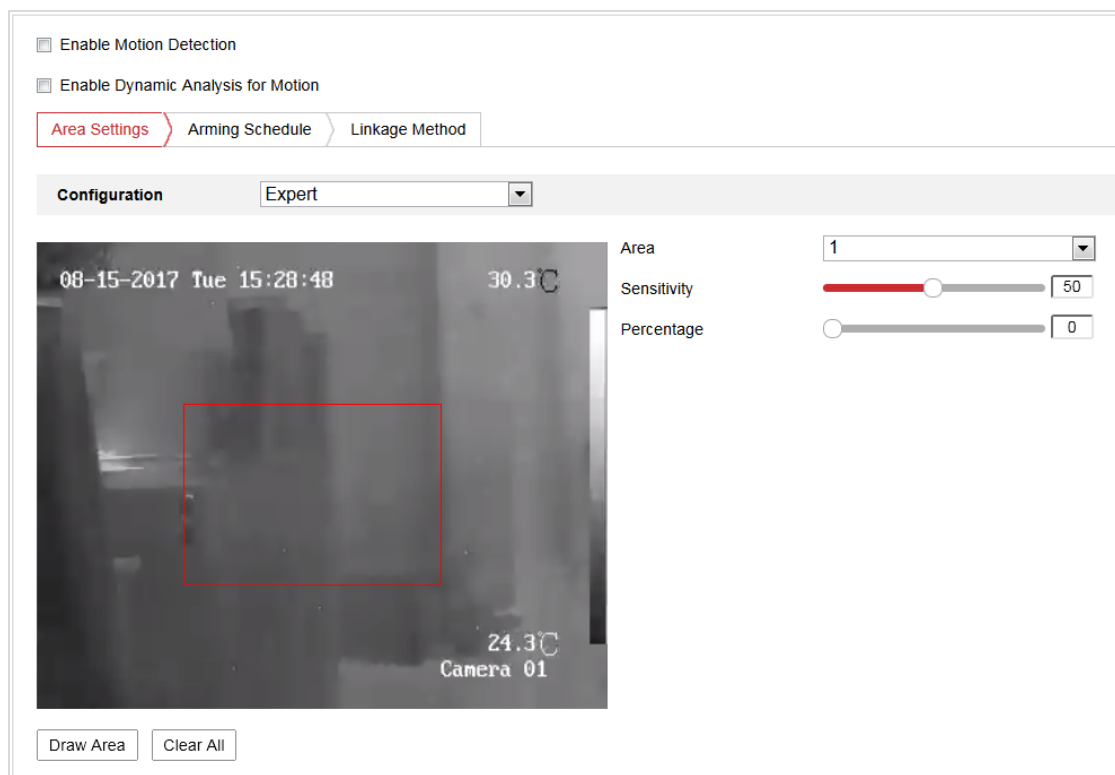 Enable Motion Detection
Enable Dynamic Analysis for Motion
Area Settings Arming Schedule Linkage Method
Configuration Expert
Area 1
08-15-2017 Tue 15:28:48 30.3℃
Sensitivity 50
Percentage 0
24.3℃
Camera 01
Draw Area Clear All